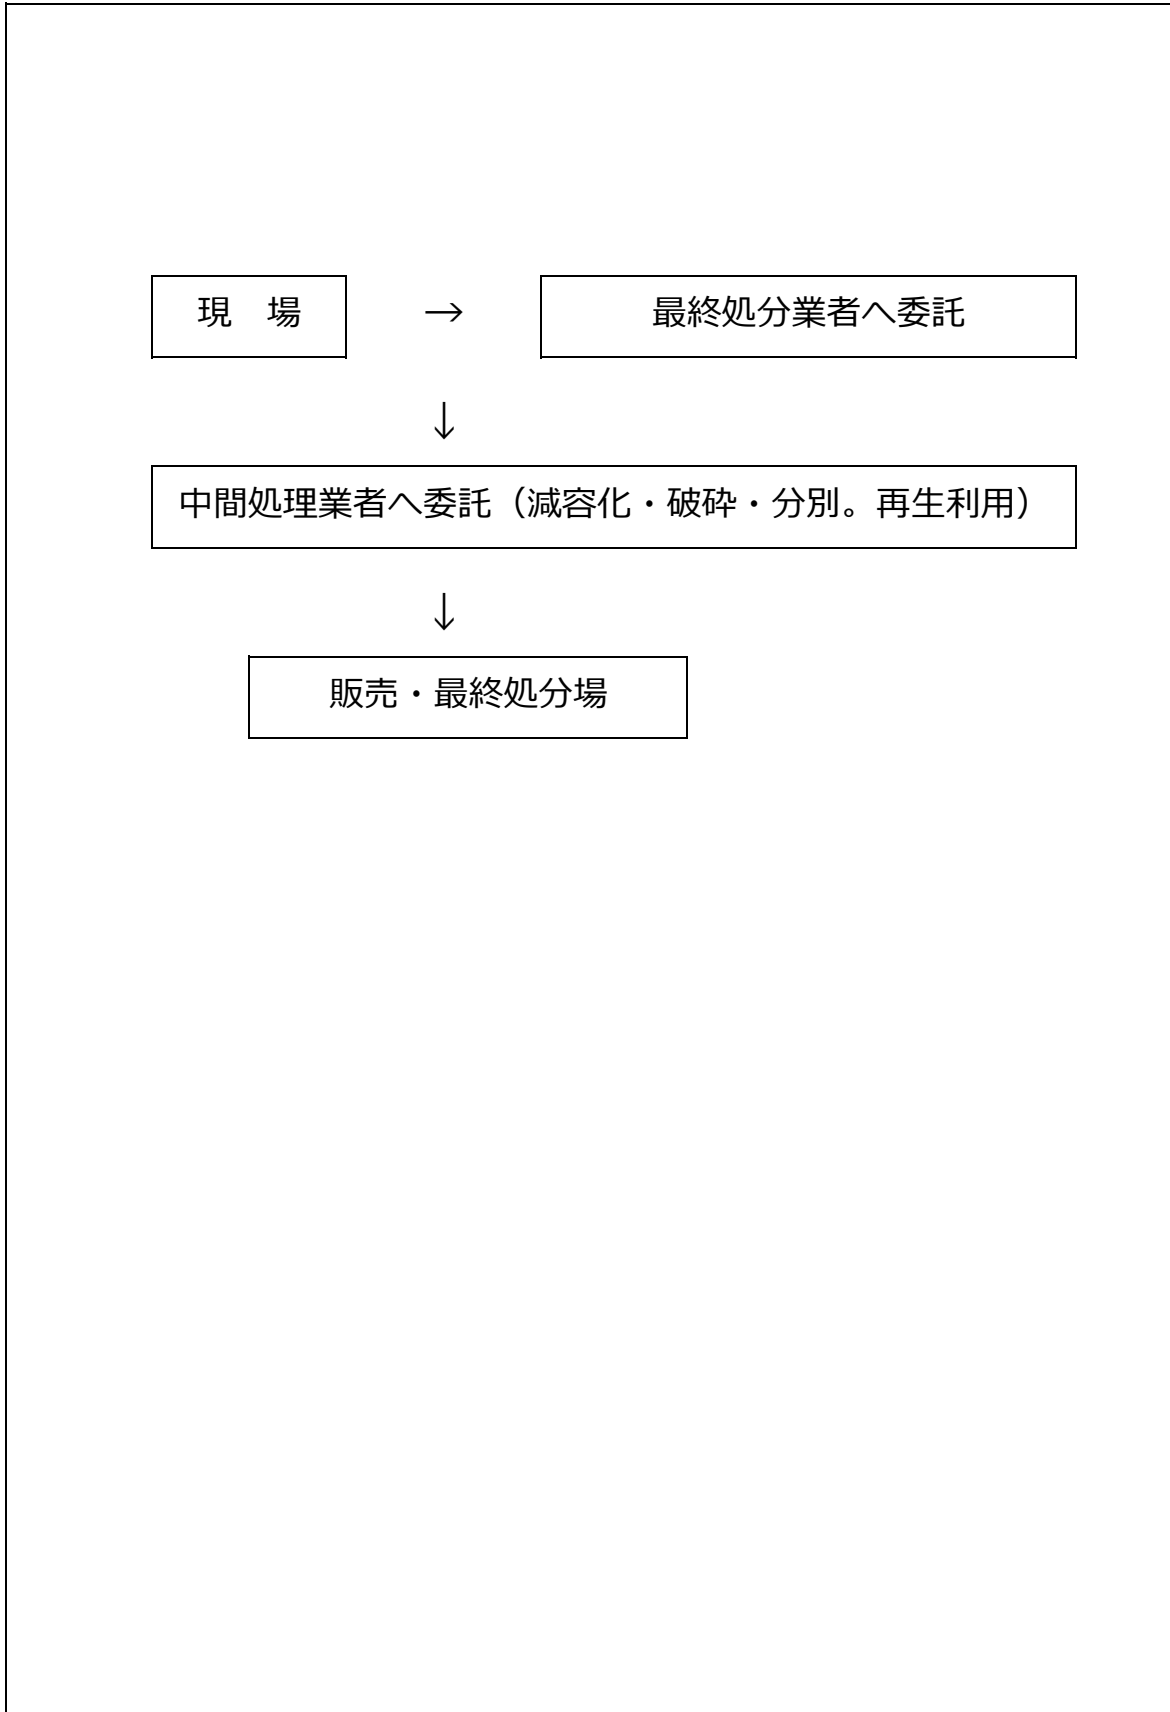 現　場　→　最終処分業者へ委託
↓
中間処理業者へ委託（減容化・破砕・分別。再生利用）
↓
販売・最終処分場